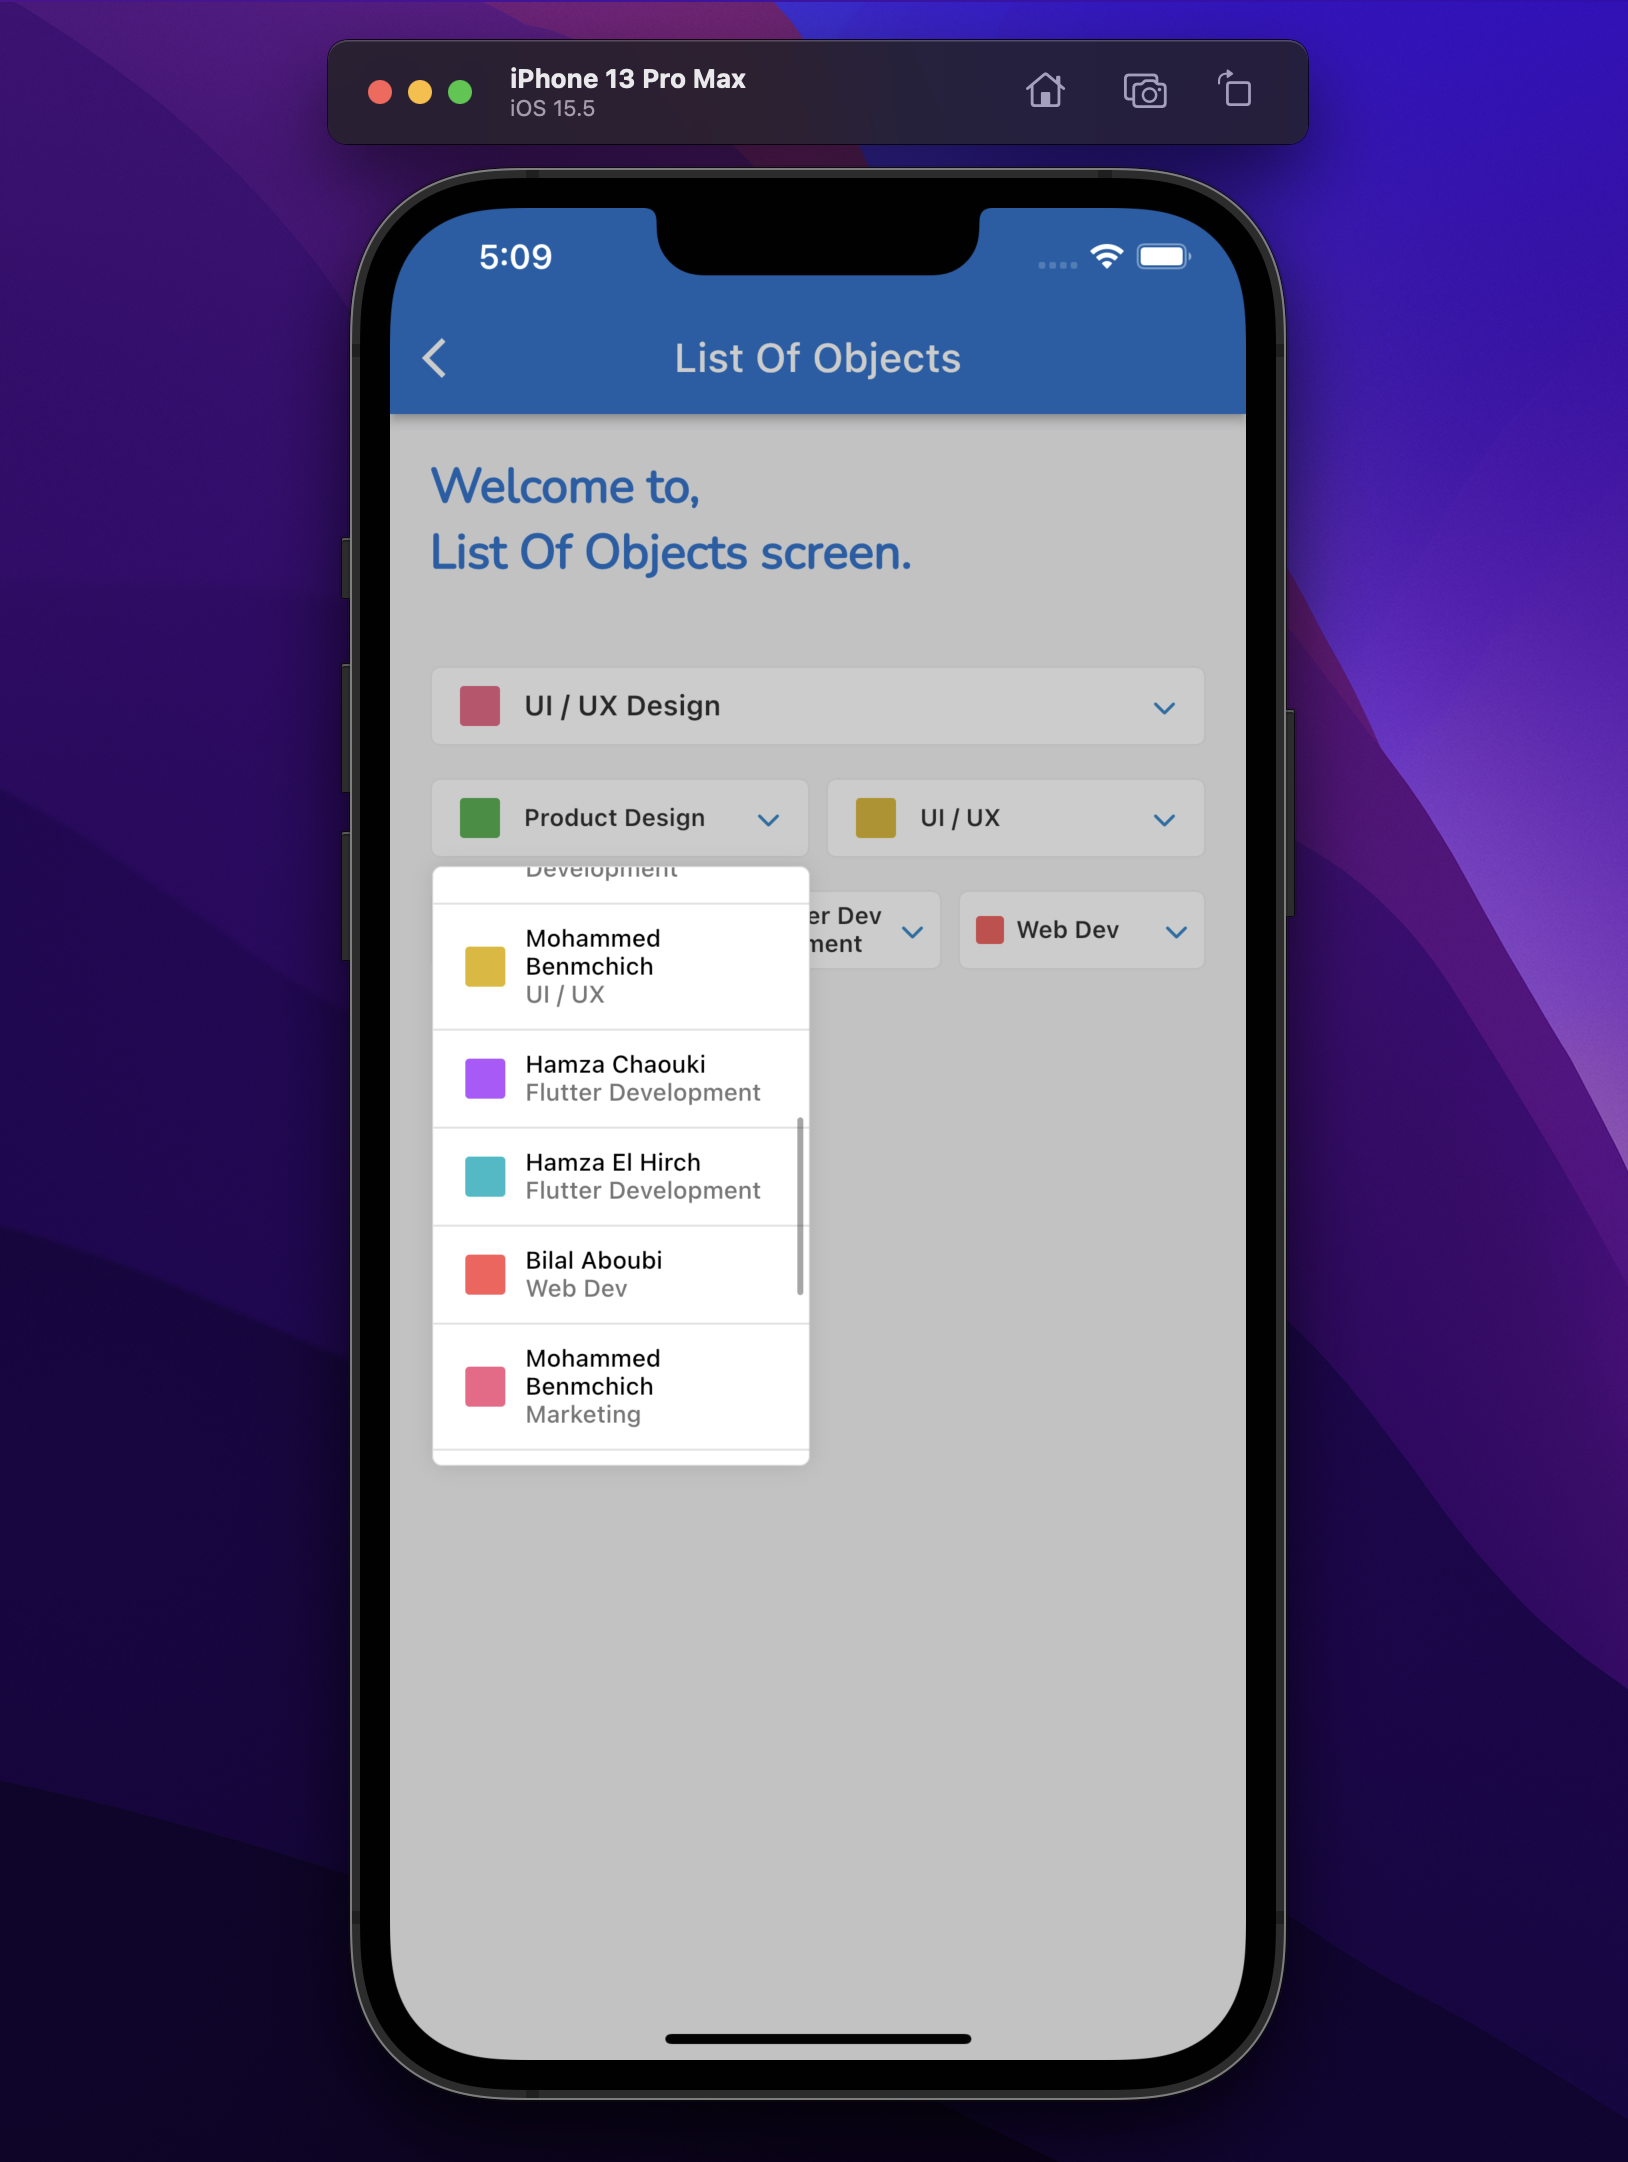 iPhone 13 Pro Max
iOS 15.5
5:09
List Of Objects
Welcome to,
List Of Objects screen.
UI / UX Design
Product Design
UI / UX
Development
er Dev
ment
Web Dev
Mohammed
Benmchich
UI / UX
Hamza Chaouki
Flutter Development
Hamza El Hirch
Flutter Development
Bilal Aboubi
Web Dev
Mohammed
Benmchich
Marketing